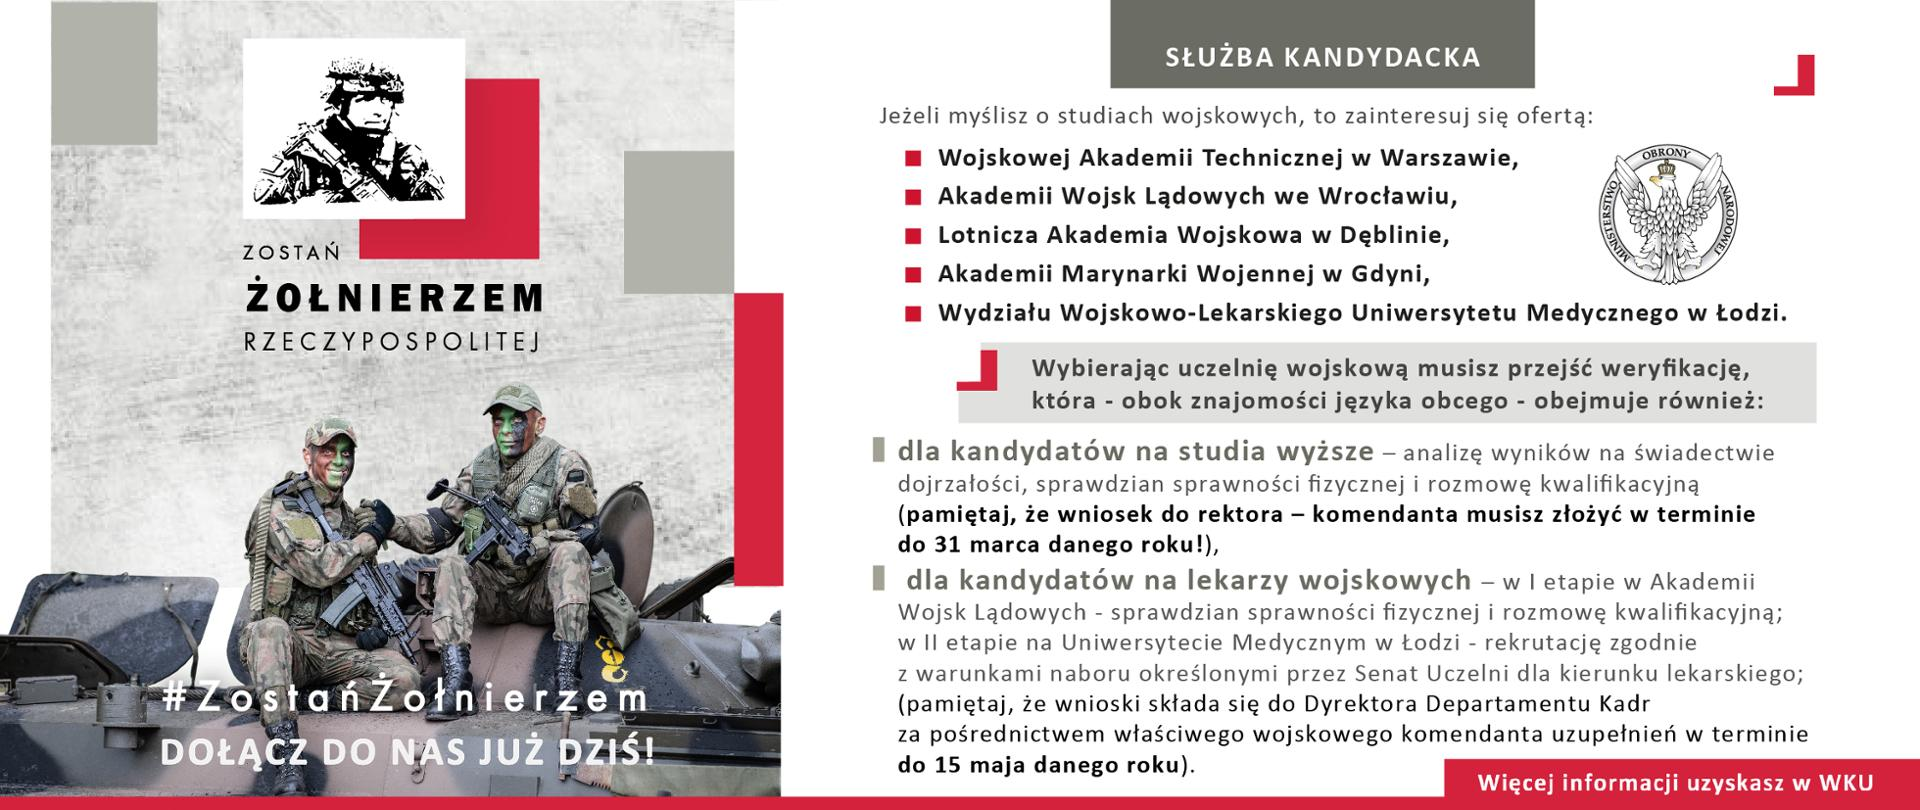 ZOSTAŃ
ŻOŁNIERZEM
RZECZYPOSPOLITEJ
#ZostańŻołnierzem
DOŁĄCZ DO NAS JUŻ DZIŚ!
SŁUŻBA KANDYDACKA
Jeżeli myślisz o studiach wojskowych, to zainteresuj się ofertą:
Wojskowej Akademii Technicznej w Warszawie,
Akademii Wojsk Lądowych we Wrocławiu,
Lotnicza Akademia Wojskowa w Dęblinie,
Akademii Marynarki Wojennej w Gdyni,
Wydziału Wojskowo-Lekarskiego Uniwersytetu Medycznego w Łodzi.
MINISTERSTWO OBRONY NARODOWEJ
Wybierając uczelnię wojskową musisz przejść weryfikację,
która - obok znajomości języka obcego - obejmuje również:
dla kandydatów na studia wyższe – analizę wyników na świadectwie
dojrzałości, sprawdzian sprawności fizycznej i rozmowę kwalifikacyjną
(pamiętaj, że wniosek do rektora – komendanta musisz złożyć w terminie
do 31 marca danego roku!),
dla kandydatów na lekarzy wojskowych – w I etapie w Akademii
Wojsk Lądowych - sprawdzian sprawności fizycznej i rozmowę kwalifikacyjną;
w II etapie na Uniwersytecie Medycznym w Łodzi - rekrutację zgodnie
z warunkami naboru określonymi przez Senat Uczelni dla kierunku lekarskiego;
(pamiętaj, że wnioski składa się do Dyrektora Departamentu Kadr
za pośrednictwem właściwego wojskowego komendanta uzupełnień w terminie
do 15 maja danego roku).
Więcej informacji uzyskasz w WKU